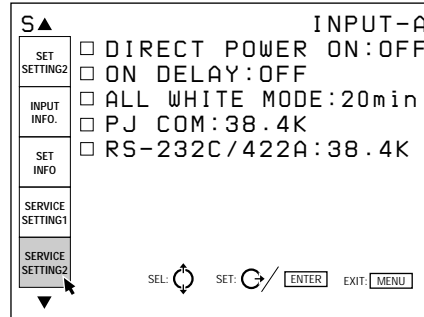 S▲ INPUT-A
SET SETTING2
INPUT INFO.
SET INFO
SERVICE SETTING1
SERVICE SETTING2
▼
□ DIRECT POWER ON:OFF
□ ON DELAY:OFF
□ ALL WHITE MODE:20min
□ PJ COM:38.4K
□ RS-232C/422A:38.4K
SEL: SET: / ENTER EXIT: MENU